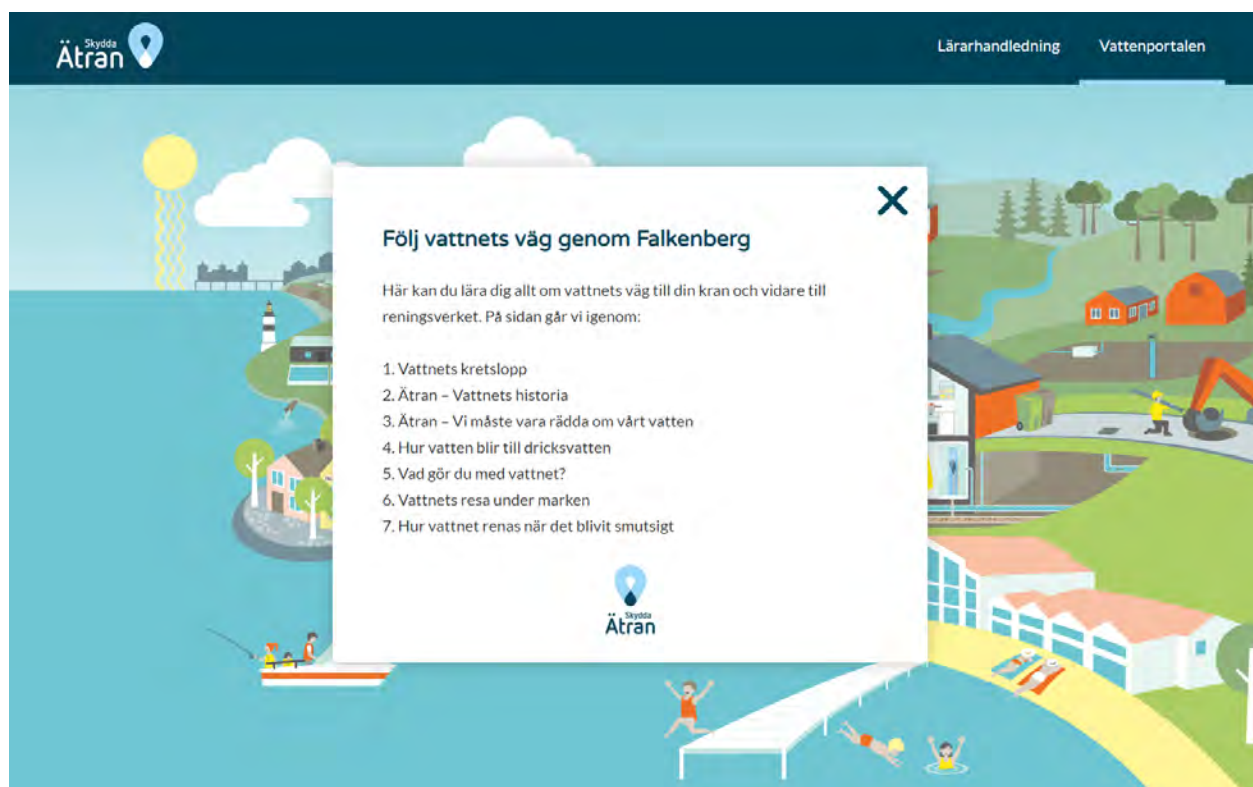 Skydda
Ätran
Lärarhandledning
Vattenportalen
Följ vattnets väg genom Falkenberg
Här kan du lära dig allt om vattnets väg till din kran och vidare till
reningsverket. På sidan går vi igenom:
1. Vattnets kretslopp
2. Ätran – Vattnets historia
3. Ätran – Vi måste vara rädda om vårt vatten
4. Hur vatten blir till dricksvatten
5. Vad gör du med vattnet?
6. Vattnets resa under marken
7. Hur vattnet renas när det blivit smutsigt
Skydda
Ätran